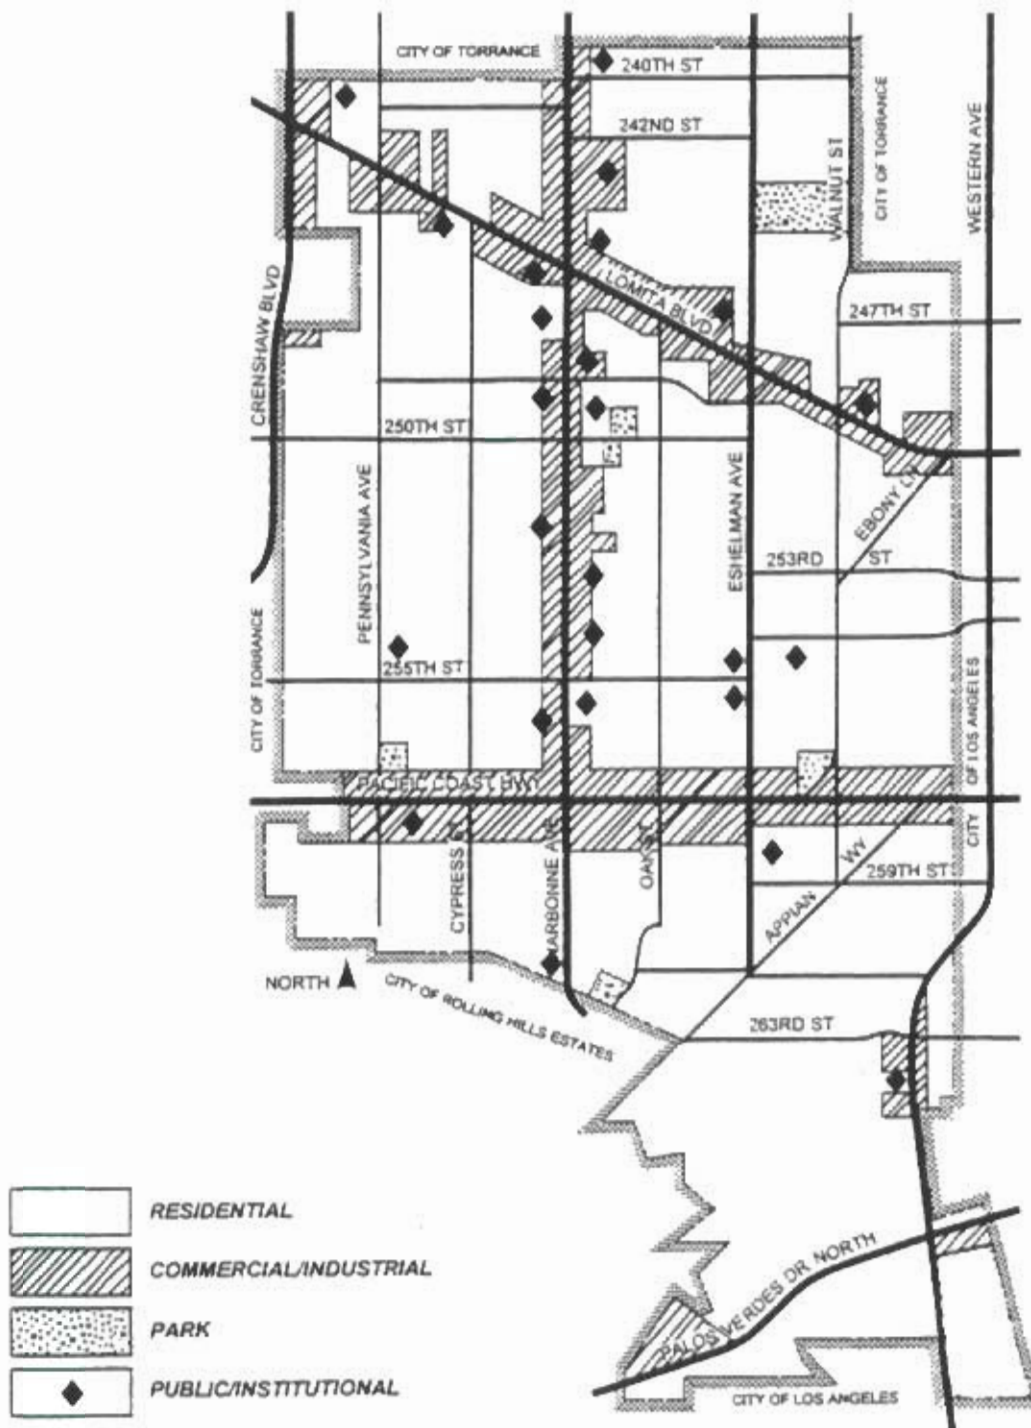 CITY OF TORRANCE
240TH ST
242ND ST
WALNUT ST
CITY OF TORRANCE
WESTERN AVE
CRENSHAW BLVD
LOMITA BLVD
247TH ST
250TH ST
PENNSYLVANIA AVE
ESHELMAN AVE
EBONY LN
253RD ST
CITY OF TORRANCE
255TH ST
CITY OF LOS ANGELES
PACIFIC COAST HWY
CYPRESS ST
NARBONNE AVE
OAK ST
APPIAN WY
259TH ST
NORTH
CITY OF ROLLING HILLS ESTATES
263RD ST
PALOS VERDES DR NORTH
CITY OF LOS ANGELES
RESIDENTIAL
COMMERCIAL/INDUSTRIAL
PARK
PUBLIC/INSTITUTIONAL